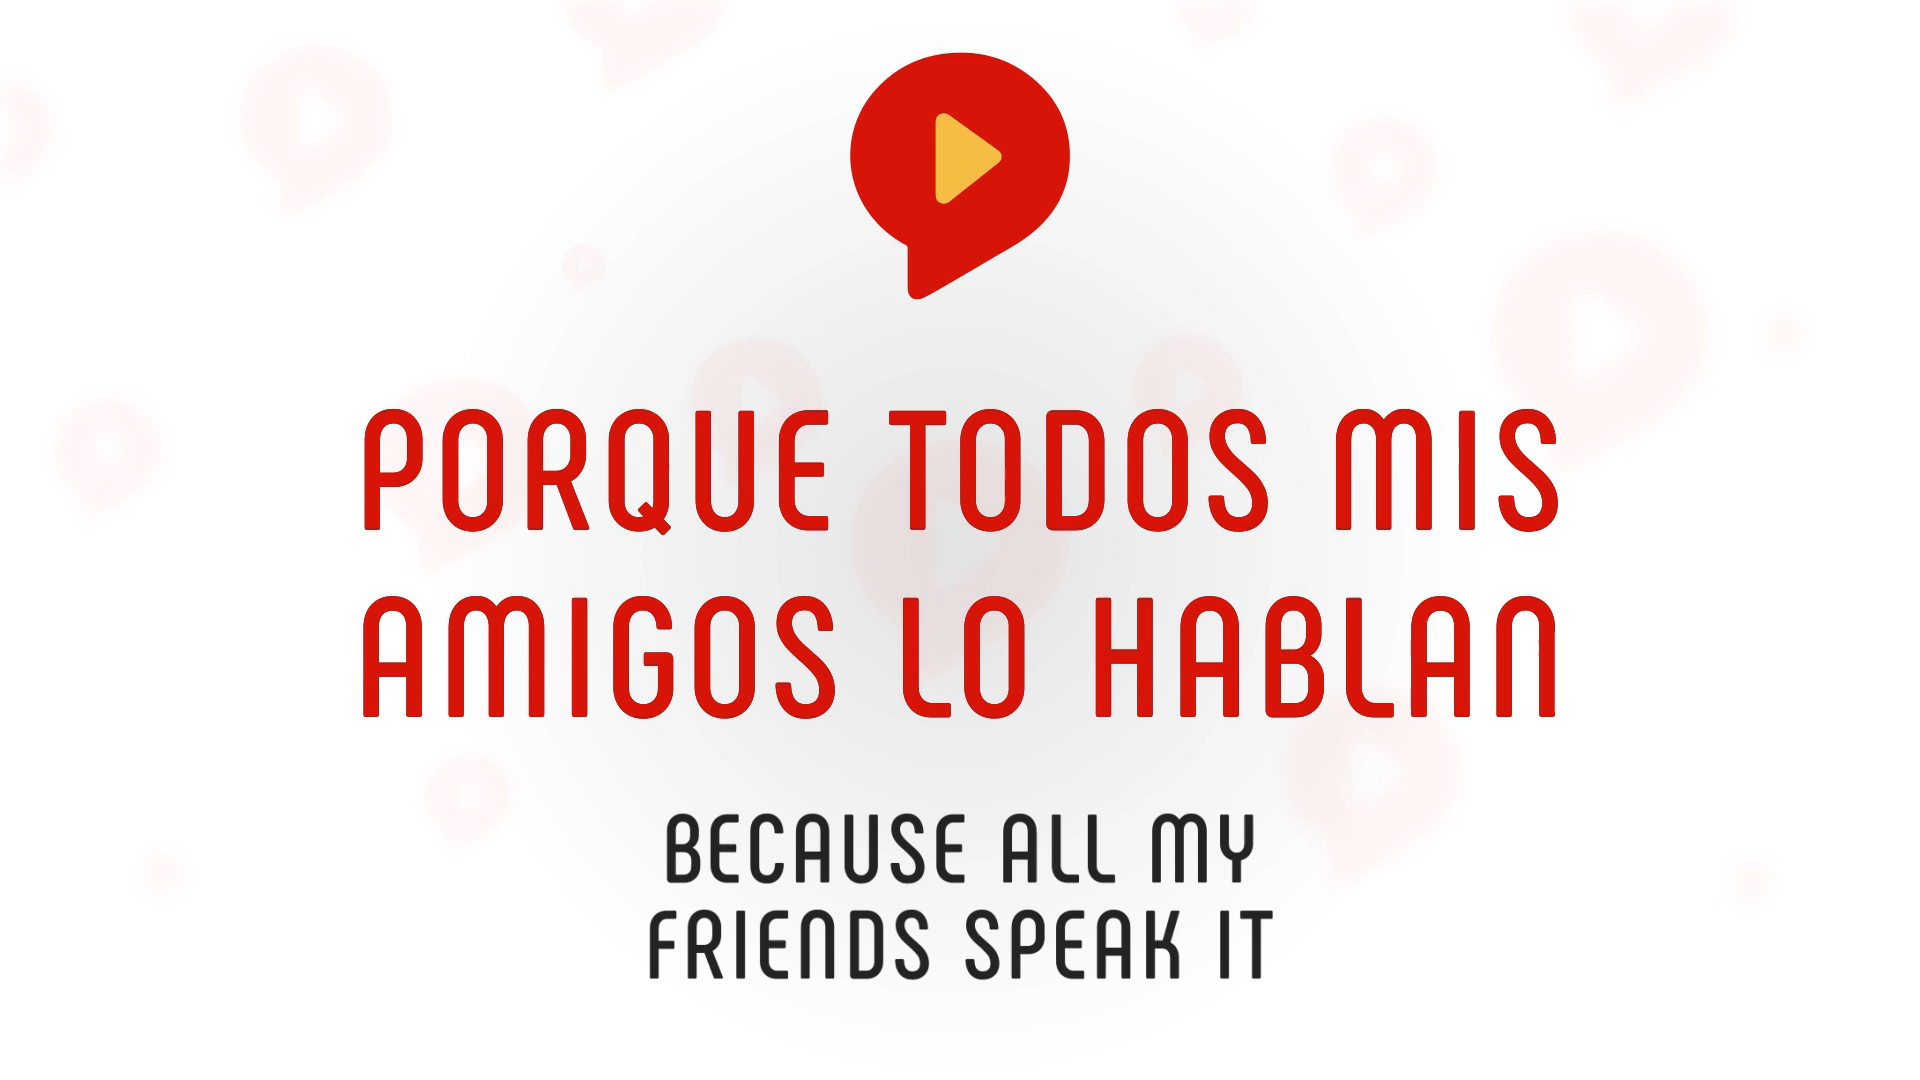 PORQUE TODOS MIS
AMIGOS LO HABLAN
BECAUSE ALL MY
FRIENDS SPEAK IT